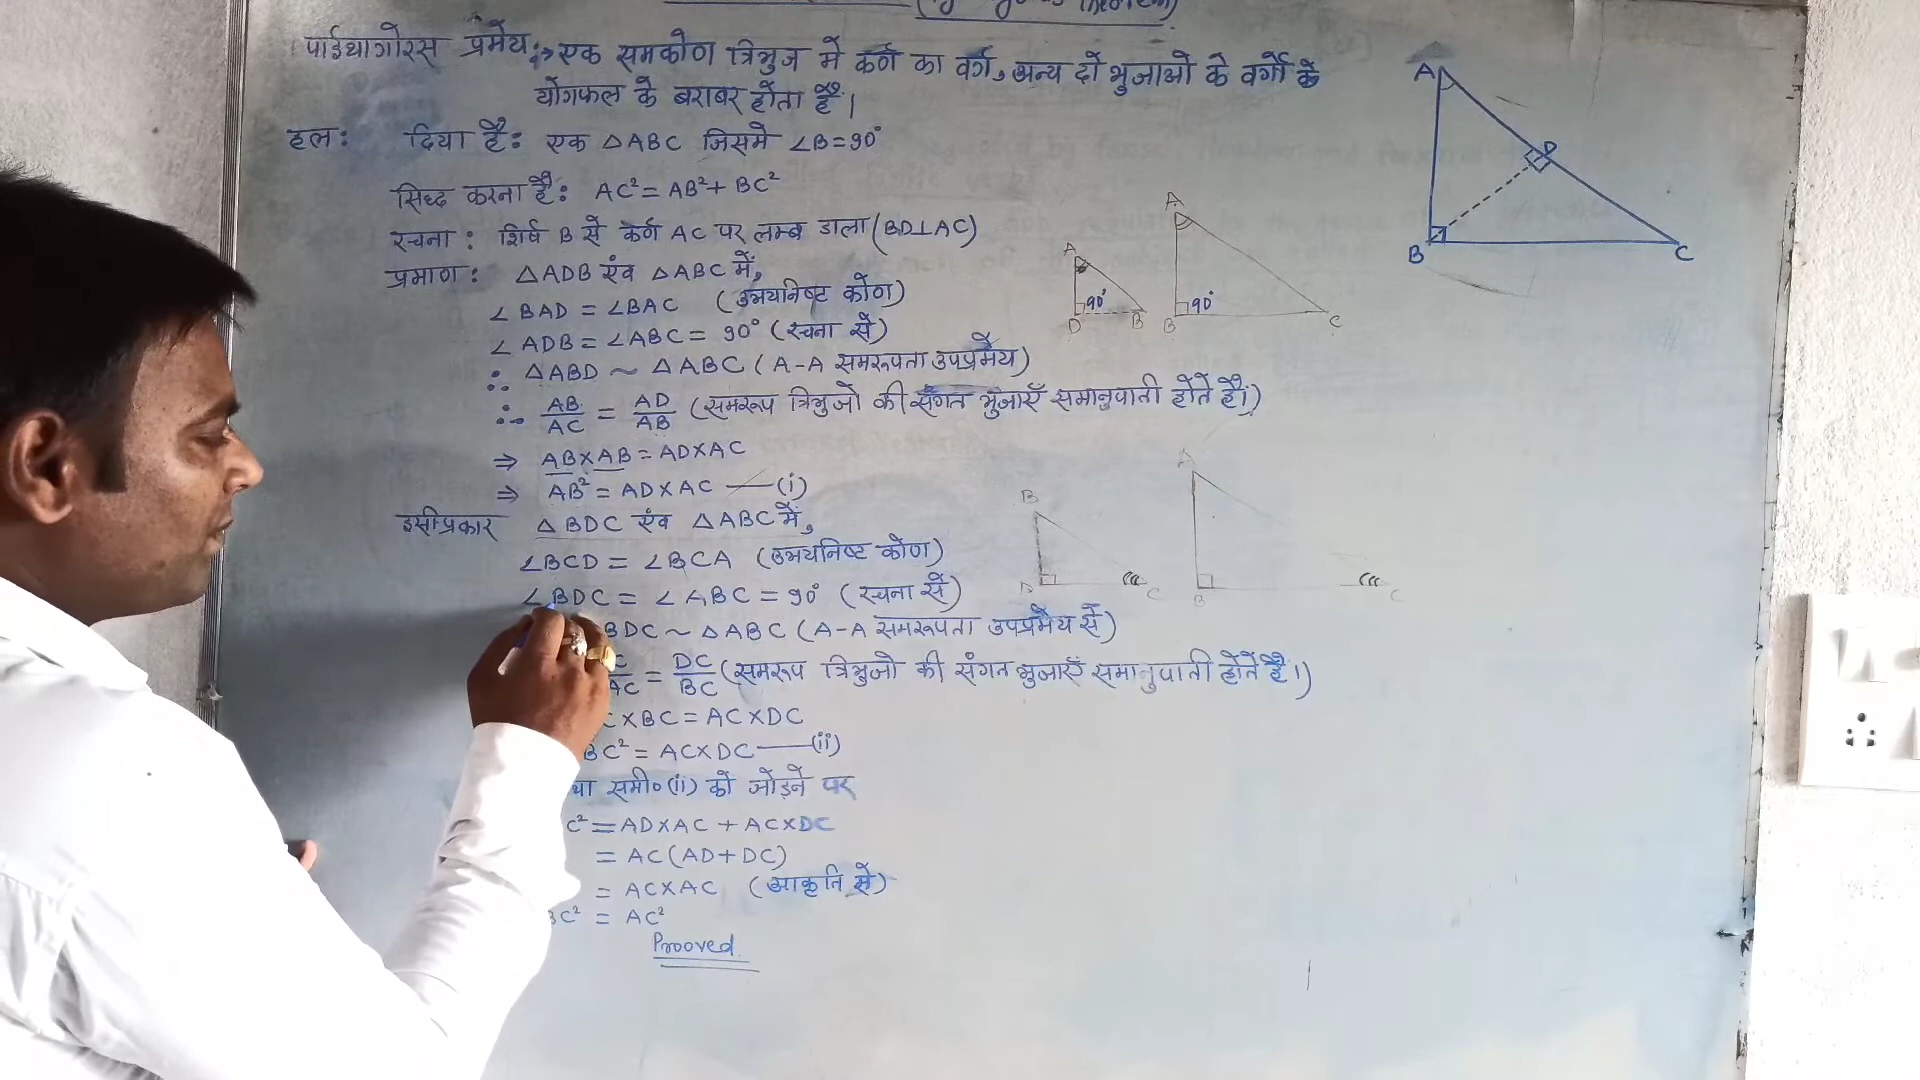 Theorem)
पाईथागोरस प्रमेय :→ एक समकोण त्रिभुज में कर्ण का वर्ग, अन्य दो भुजाओ के वर्गो के
योगफल के बराबर होता है।
हल: दिया है: एक △ABC जिसमे ∠B=90°
सिध्द करना है: AC²=AB²+ BC²
रचना : शिर्ष B से कर्ण AC पर लम्ब डाला (BD⊥AC)
प्रमाण : △ADB एंव △ABC में,
∠BAD = ∠BAC (उभयनिष्ट कोण)
∠ADB=∠ABC= 90° (रचना से)
∴ △ABD ~ △ABC (A-A समरूपता उपप्रमेय)
∴ AB/AC = AD/AB (समरूप त्रिभुजो की संगत भुजाएँ समानुपाती होते है।)
⇒ AB×AB=AD×AC
⇒ AB²=AD×AC —(i)
इसीप्रकार △BDC एंव △ABC में,
∠BCD = ∠BCA (उभयनिष्ट कोण)
∠BDC = ∠ABC = 90° (रचना से)
BDC ~ △ABC (A-A समरूपता उपप्रमेय से)
C/AC = DC/BC (समरूप त्रिभुजो की संगत भुजाएँ समानुपाती होते है।)
C×BC=AC×DC
BC²= AC×DC —(ii)
था समी०(ii) को जोड़ने पर
C²=AD×AC + AC×DC
= AC(AD+DC)
= AC×AC (आकृति से)
BC² = AC²
Prooved
A
D
B
C
A
90°
D
B
A
90°
B
C
B
D
C
A
B
C